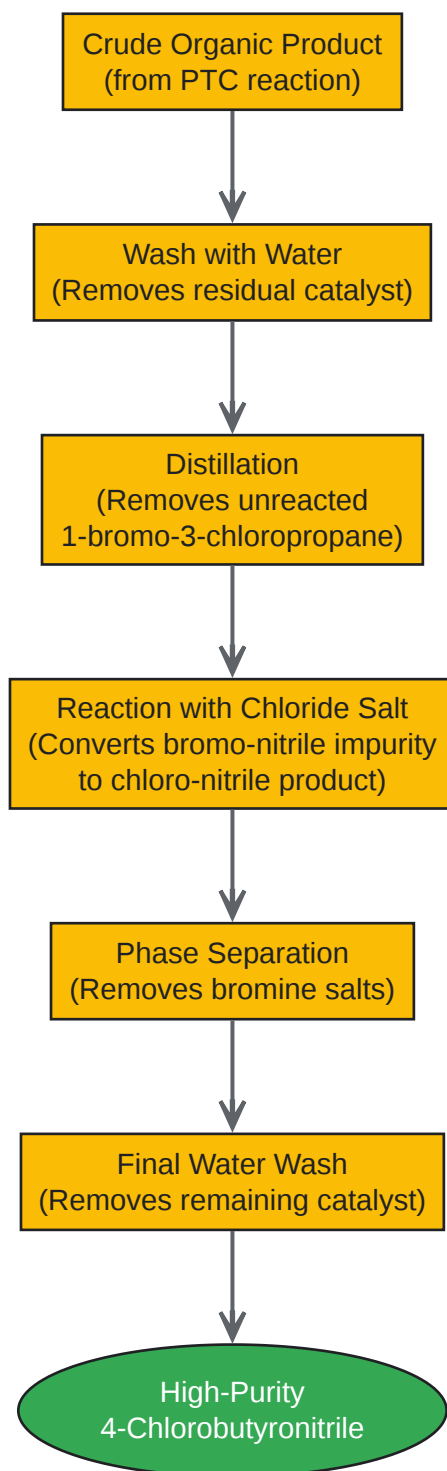 Crude Organic Product
(from PTC reaction)
Wash with Water
(Removes residual catalyst)
Distillation
(Removes unreacted
1-bromo-3-chloropropane)
Reaction with Chloride Salt
(Converts bromo-nitrile impurity
to chloro-nitrile product)
Phase Separation
(Removes bromine salts)
Final Water Wash
(Removes remaining catalyst)
High-Purity
4-Chlorobutyronitrile